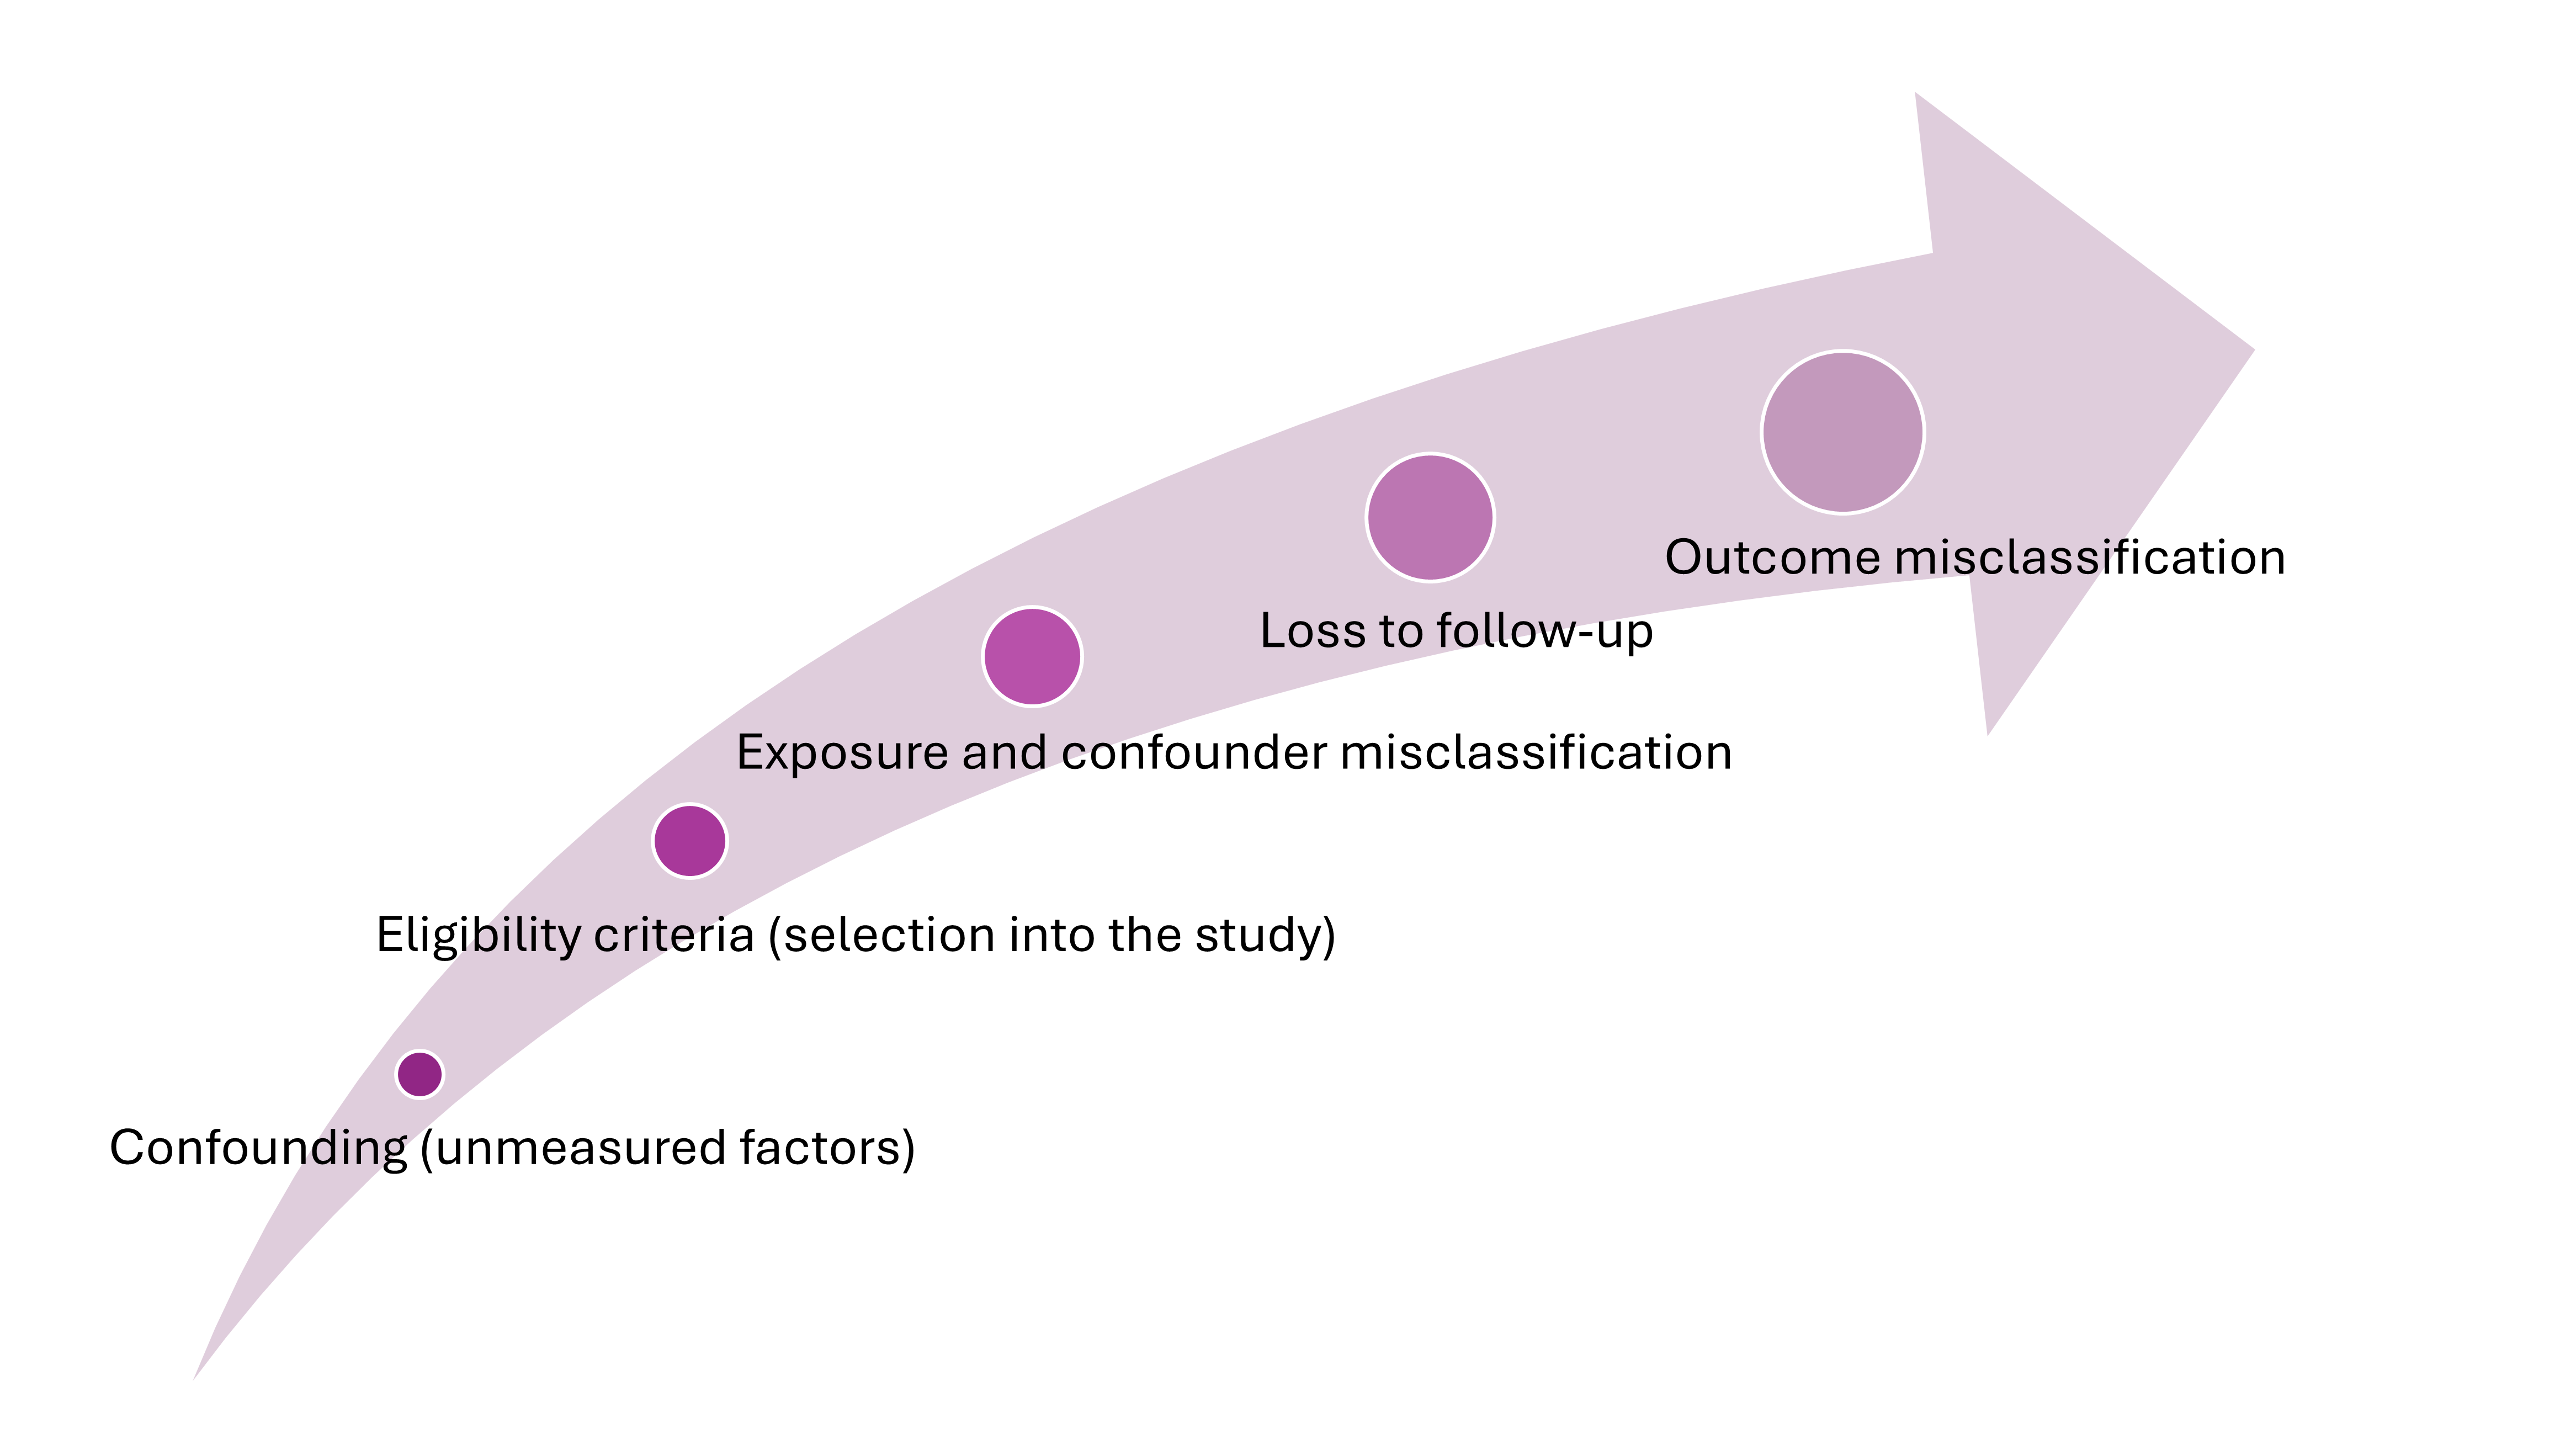 Outcome misclassification
Loss to follow-up
Exposure and confounder misclassification
Eligibility criteria (selection into the study)
Confounding (unmeasured factors)